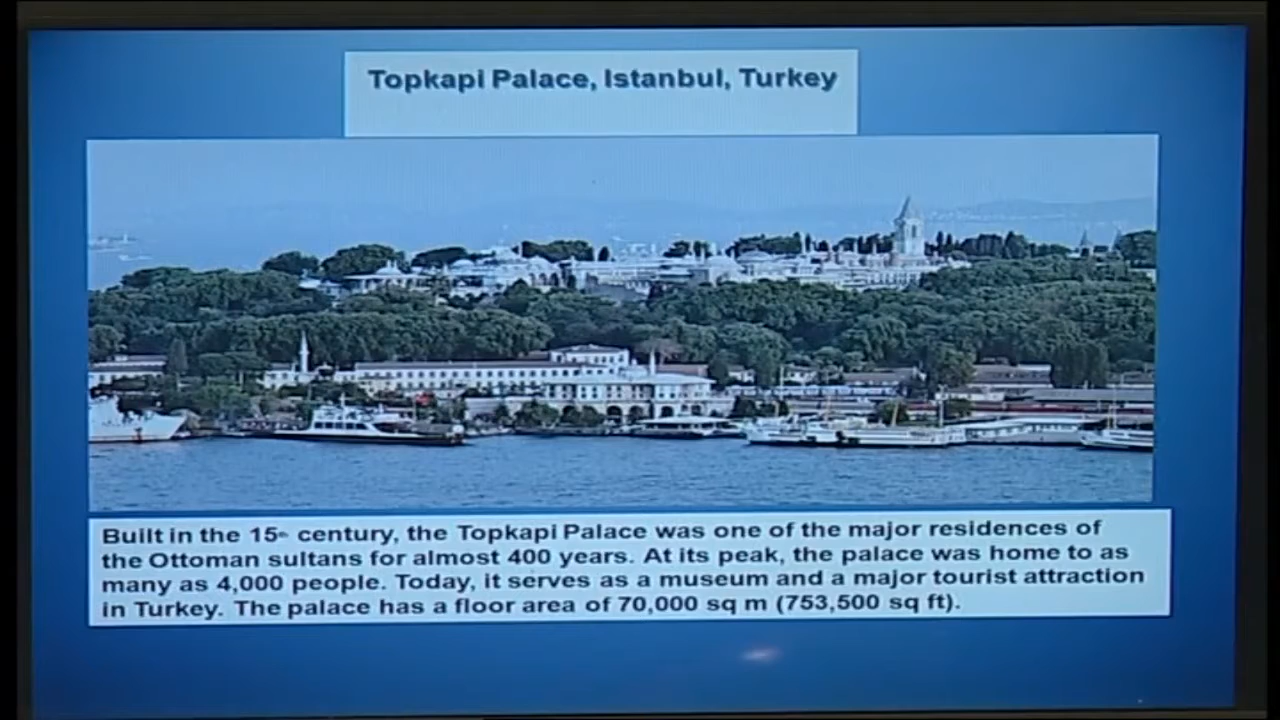 Topkapi Palace, Istanbul, Turkey
Built in the 15th century, the Topkapi Palace was one of the major residences of
the Ottoman sultans for almost 400 years. At its peak, the palace was home to as
many as 4,000 people. Today, it serves as a museum and a major tourist attraction
in Turkey. The palace has a floor area of 70,000 sq m (753,500 sq ft).